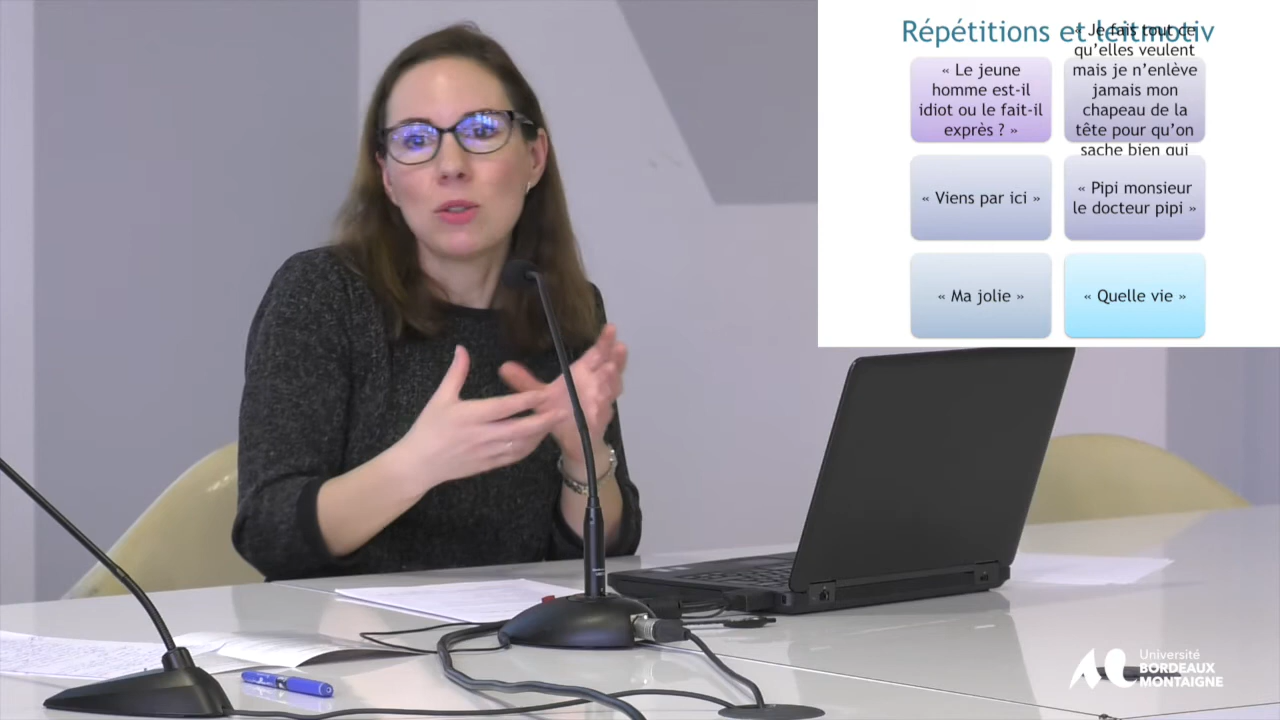 Répétitions et leitmotiv
« Le jeune
homme est-il
idiot ou le fait-il
exprès ? »
« Je fais tout ce
qu'elles veulent
mais je n'enlève
jamais mon
chapeau de la
tête pour qu'on
sache bien qui
« Viens par ici »
« Pipi monsieur
le docteur pipi »
« Ma jolie »
« Quelle vie »
Université
BORDEAUX
MONTAIGNE